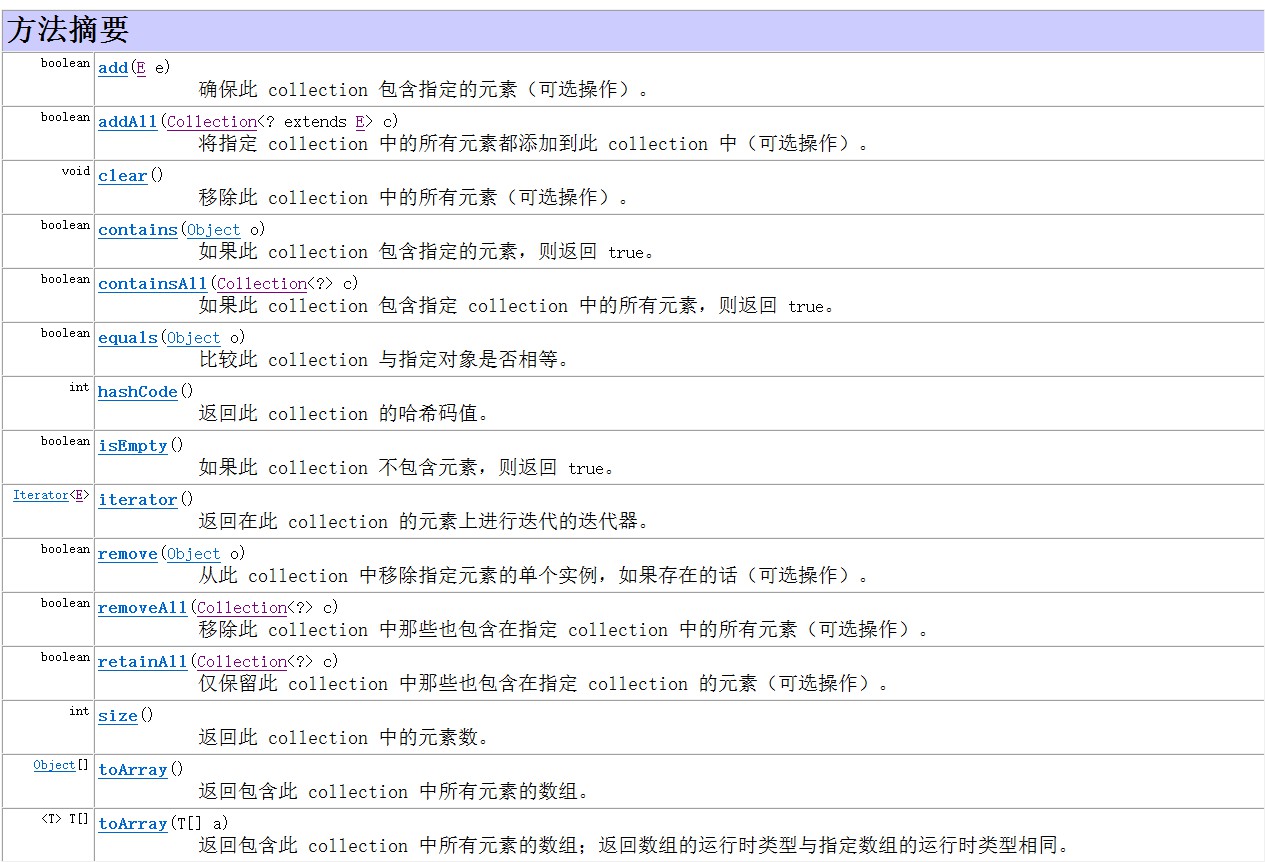 方法摘要
boolean add(E e)
确保此 collection 包含指定的元素（可选操作）。
boolean addAll(Collection<? extends E> c)
将指定 collection 中的所有元素都添加到此 collection 中（可选操作）。
void clear()
移除此 collection 中的所有元素（可选操作）。
boolean contains(Object o)
如果此 collection 包含指定的元素，则返回 true。
boolean containsAll(Collection<?> c)
如果此 collection 包含指定 collection 中的所有元素，则返回 true。
boolean equals(Object o)
比较此 collection 与指定对象是否相等。
int hashCode()
返回此 collection 的哈希码值。
boolean isEmpty()
如果此 collection 不包含元素，则返回 true。
Iterator<E> iterator()
返回在此 collection 的元素上进行迭代的迭代器。
boolean remove(Object o)
从此 collection 中移除指定元素的单个实例，如果存在的话（可选操作）。
boolean removeAll(Collection<?> c)
移除此 collection 中那些也包含在指定 collection 中的所有元素（可选操作）。
boolean retainAll(Collection<?> c)
仅保留此 collection 中那些也包含在指定 collection 的元素（可选操作）。
int size()
返回此 collection 中的元素数。
Object[] toArray()
返回包含此 collection 中所有元素的数组。
<T> T[] toArray(T[] a)
返回包含此 collection 中所有元素的数组；返回数组的运行时类型与指定数组的运行时类型相同。